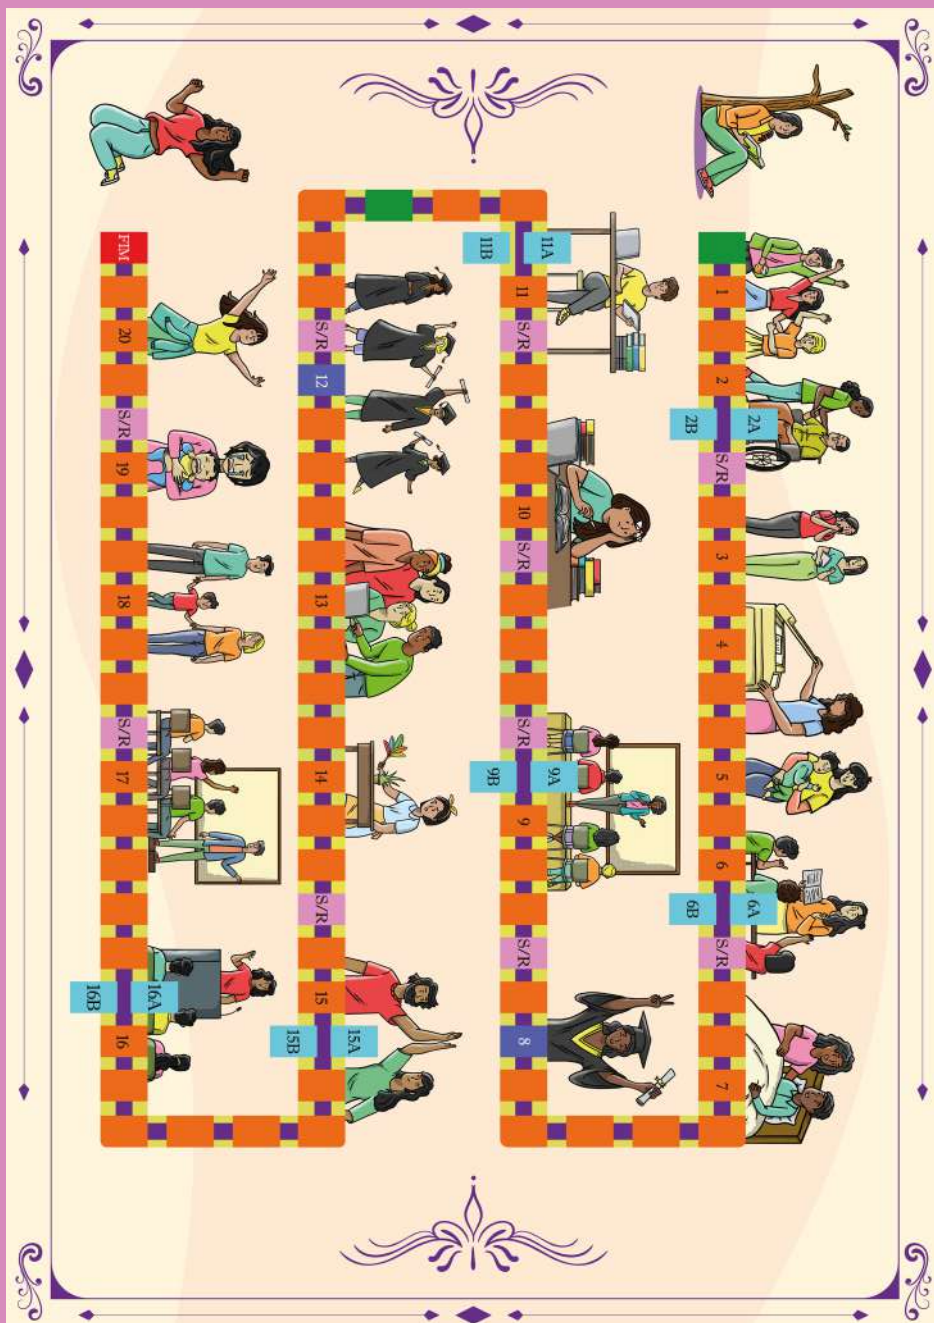 2A 6A
1 2 S/R 3 4 5 6 S/R 7
2B 6B
11A 9A
11 S/R 10 S/R S/R 9 S/R 8
11B 9B
15A
S/R 12 13 14 S/R 15
15B
16A
FIM 20 S/R 19 18 S/R 17 16
16B